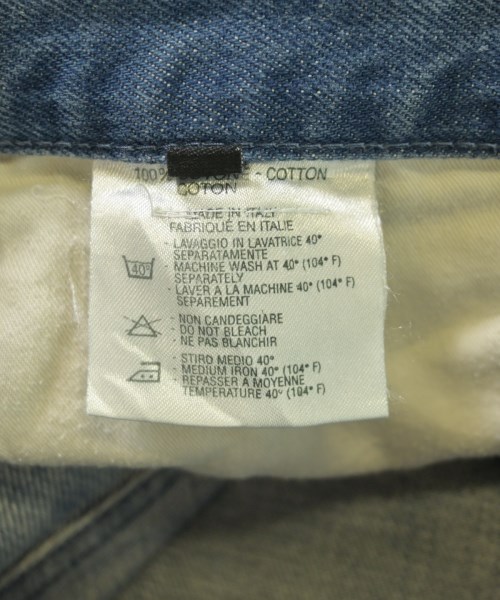 100% COTONE - COTTON
COTON
MADE IN ITALY
FABRIQUÉ EN ITALIE
- LAVAGGIO IN LAVATRICE 40°
SEPARATAMENTE
40° - MACHINE WASH AT 40° (104° F)
SEPARATELY
- LAVER A LA MACHINE 40° (104° F)
SEPAREMENT
- NON CANDEGGIARE
- DO NOT BLEACH
- NE PAS BLANCHIR
- STIRO MEDIO 40°
- MEDIUM IRON 40° (104° F)
- REPASSER A MOYENNE
TEMPERATURE 40° (104° F)